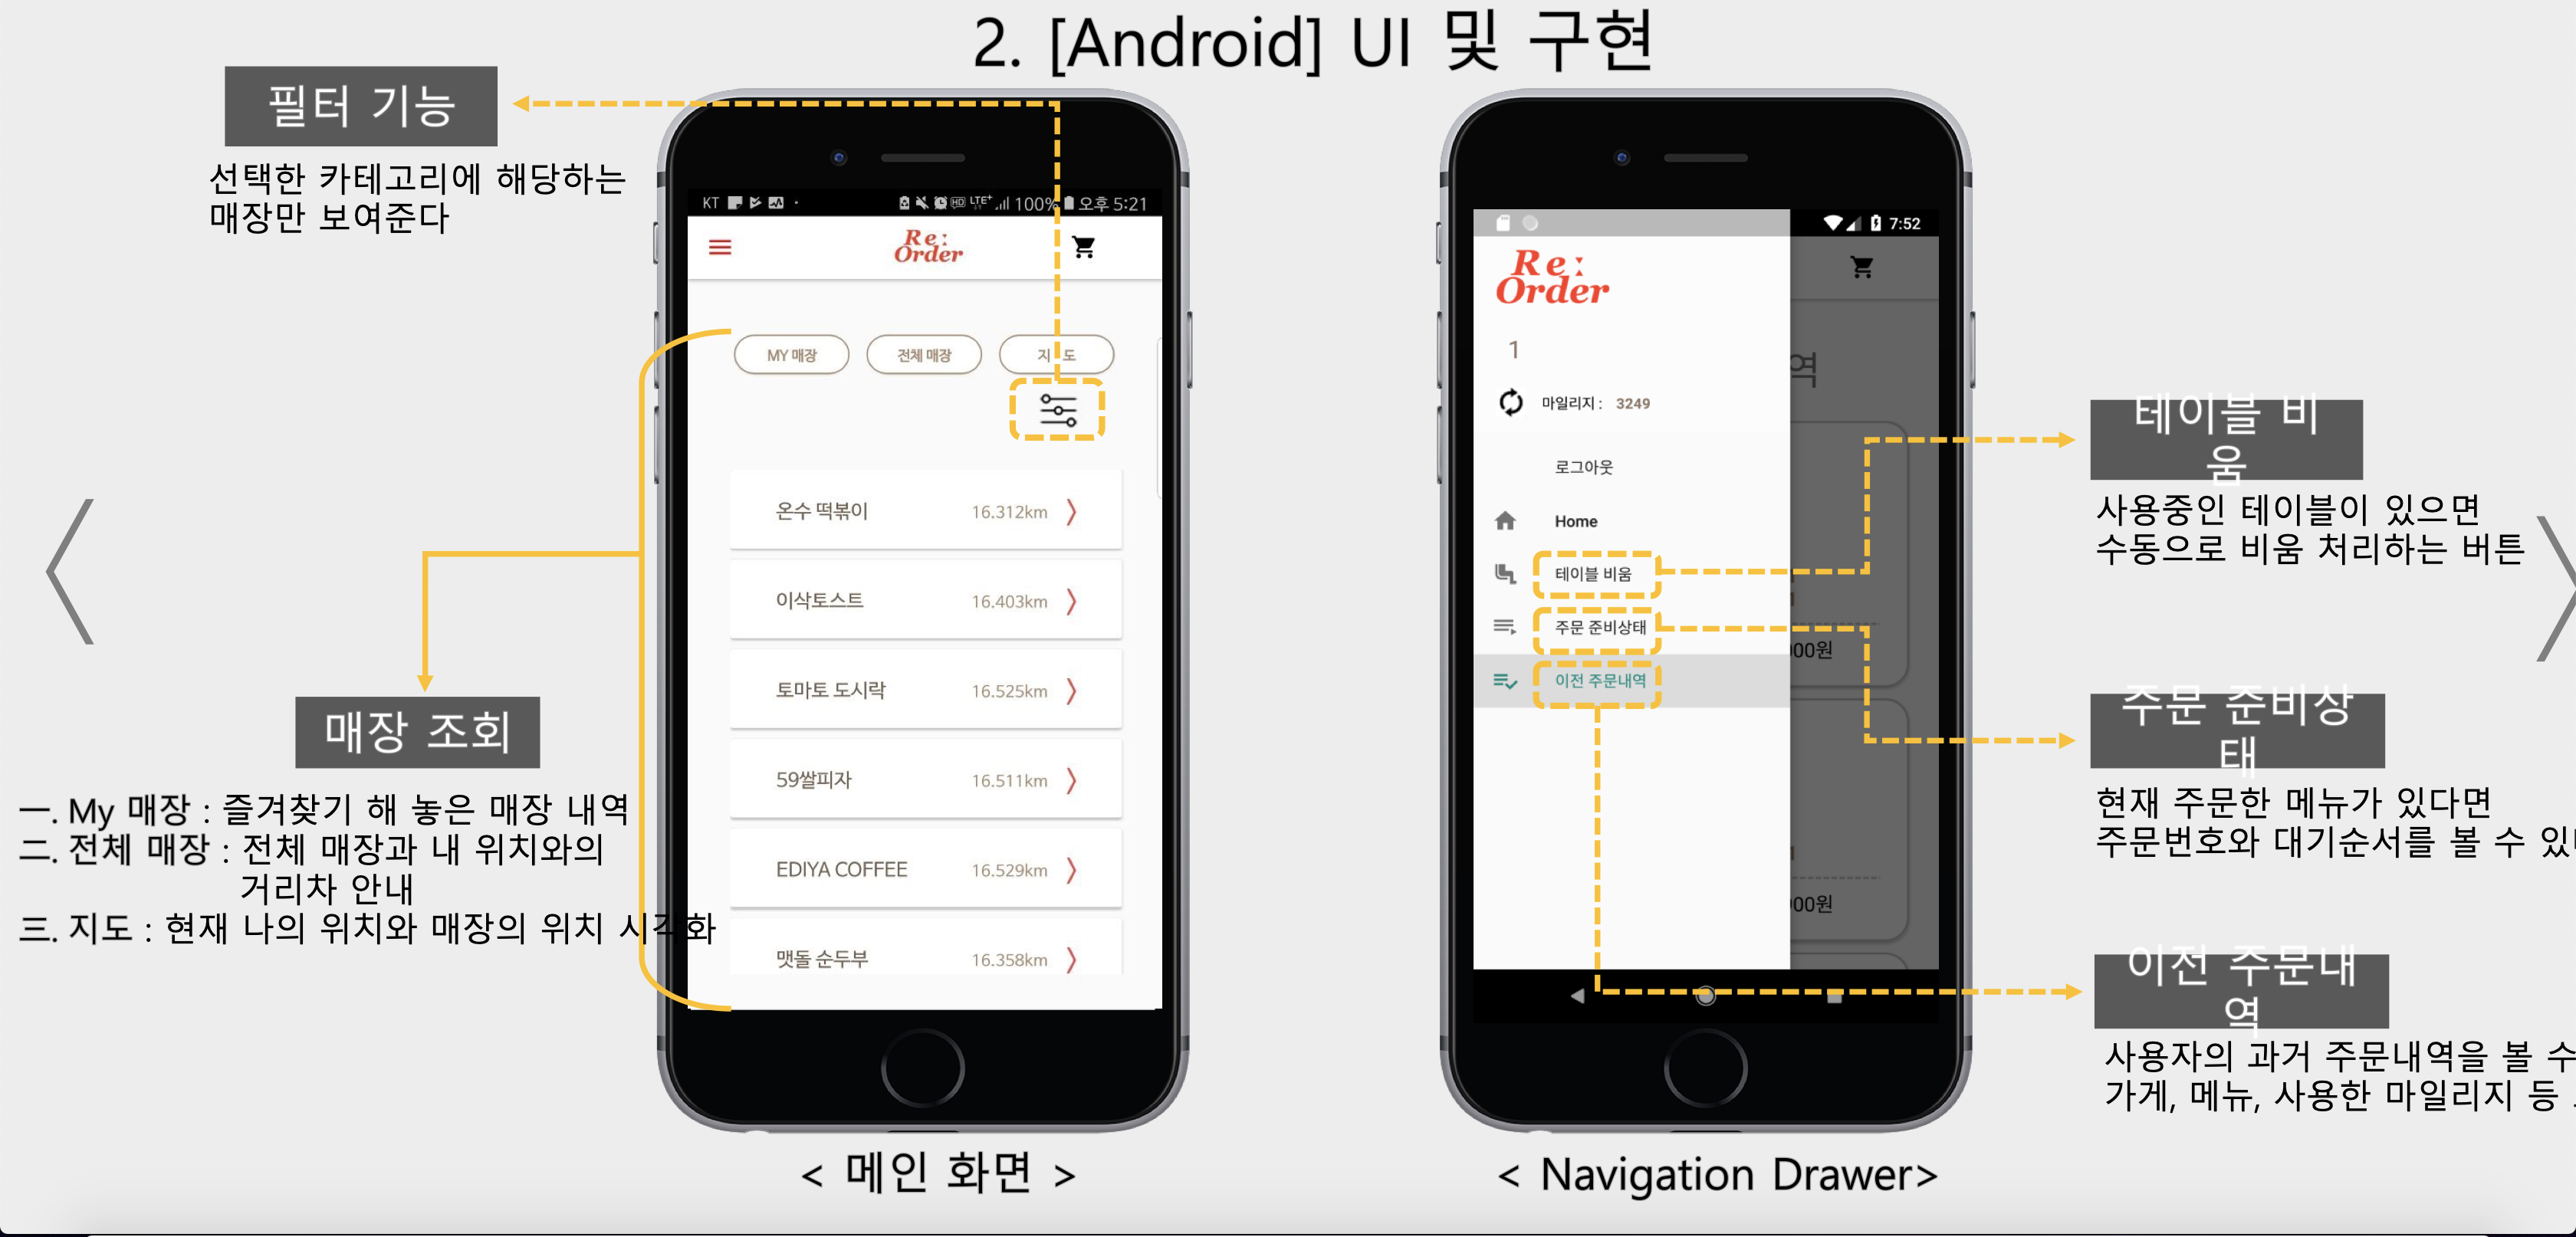 2. [Android] UI 및 구현
필터 기능
선택한 카테고리에 해당하는
매장만 보여준다
매장 조회
一. My 매장 : 즐겨찾기 해 놓은 매장 내역
二. 전체 매장 : 전체 매장과 내 위치와의
거리차 안내
三. 지도 : 현재 나의 위치와 매장의 위치 시각화
KT LTE+ 100% 오후 5:21
Re:
Order
MY 매장 전체 매장 지 도
온수 떡볶이 16.312km
이삭토스트 16.403km
토마토 도시락 16.525km
59쌀피자 16.511km
EDIYA COFFEE 16.529km
맷돌 순두부 16.358km
< 메인 화면 >
7:52
Re:
Order
1
마일리지 : 3249
로그아웃
Home
테이블 비움
주문 준비상태
이전 주문내역
역
00원
00원
< Navigation Drawer>
테이블 비
움
사용중인 테이블이 있으면
수동으로 비움 처리하는 버튼
주문 준비상
태
현재 주문한 메뉴가 있다면
주문번호와 대기순서를 볼 수 있
이전 주문내
역
사용자의 과거 주문내역을 볼 수
가게, 메뉴, 사용한 마일리지 등